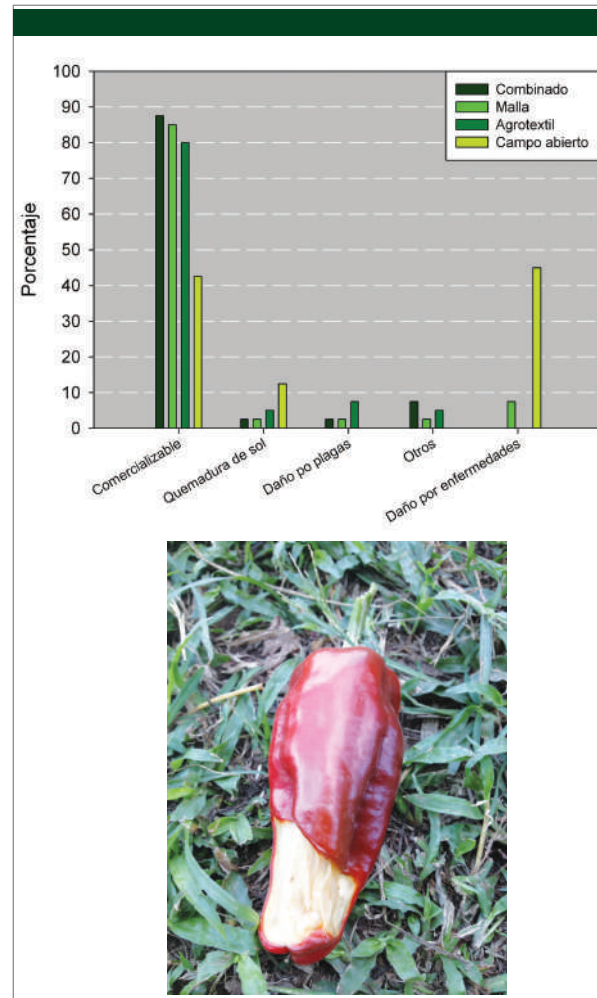 100
90
80
70
60
50
40
30
20
10
0
Porcentaje
Combinado
Malla
Agrotextil
Campo abierto
Comercializable
Quemadura de sol
Daño po plagas
Otros
Daño por enfermedades